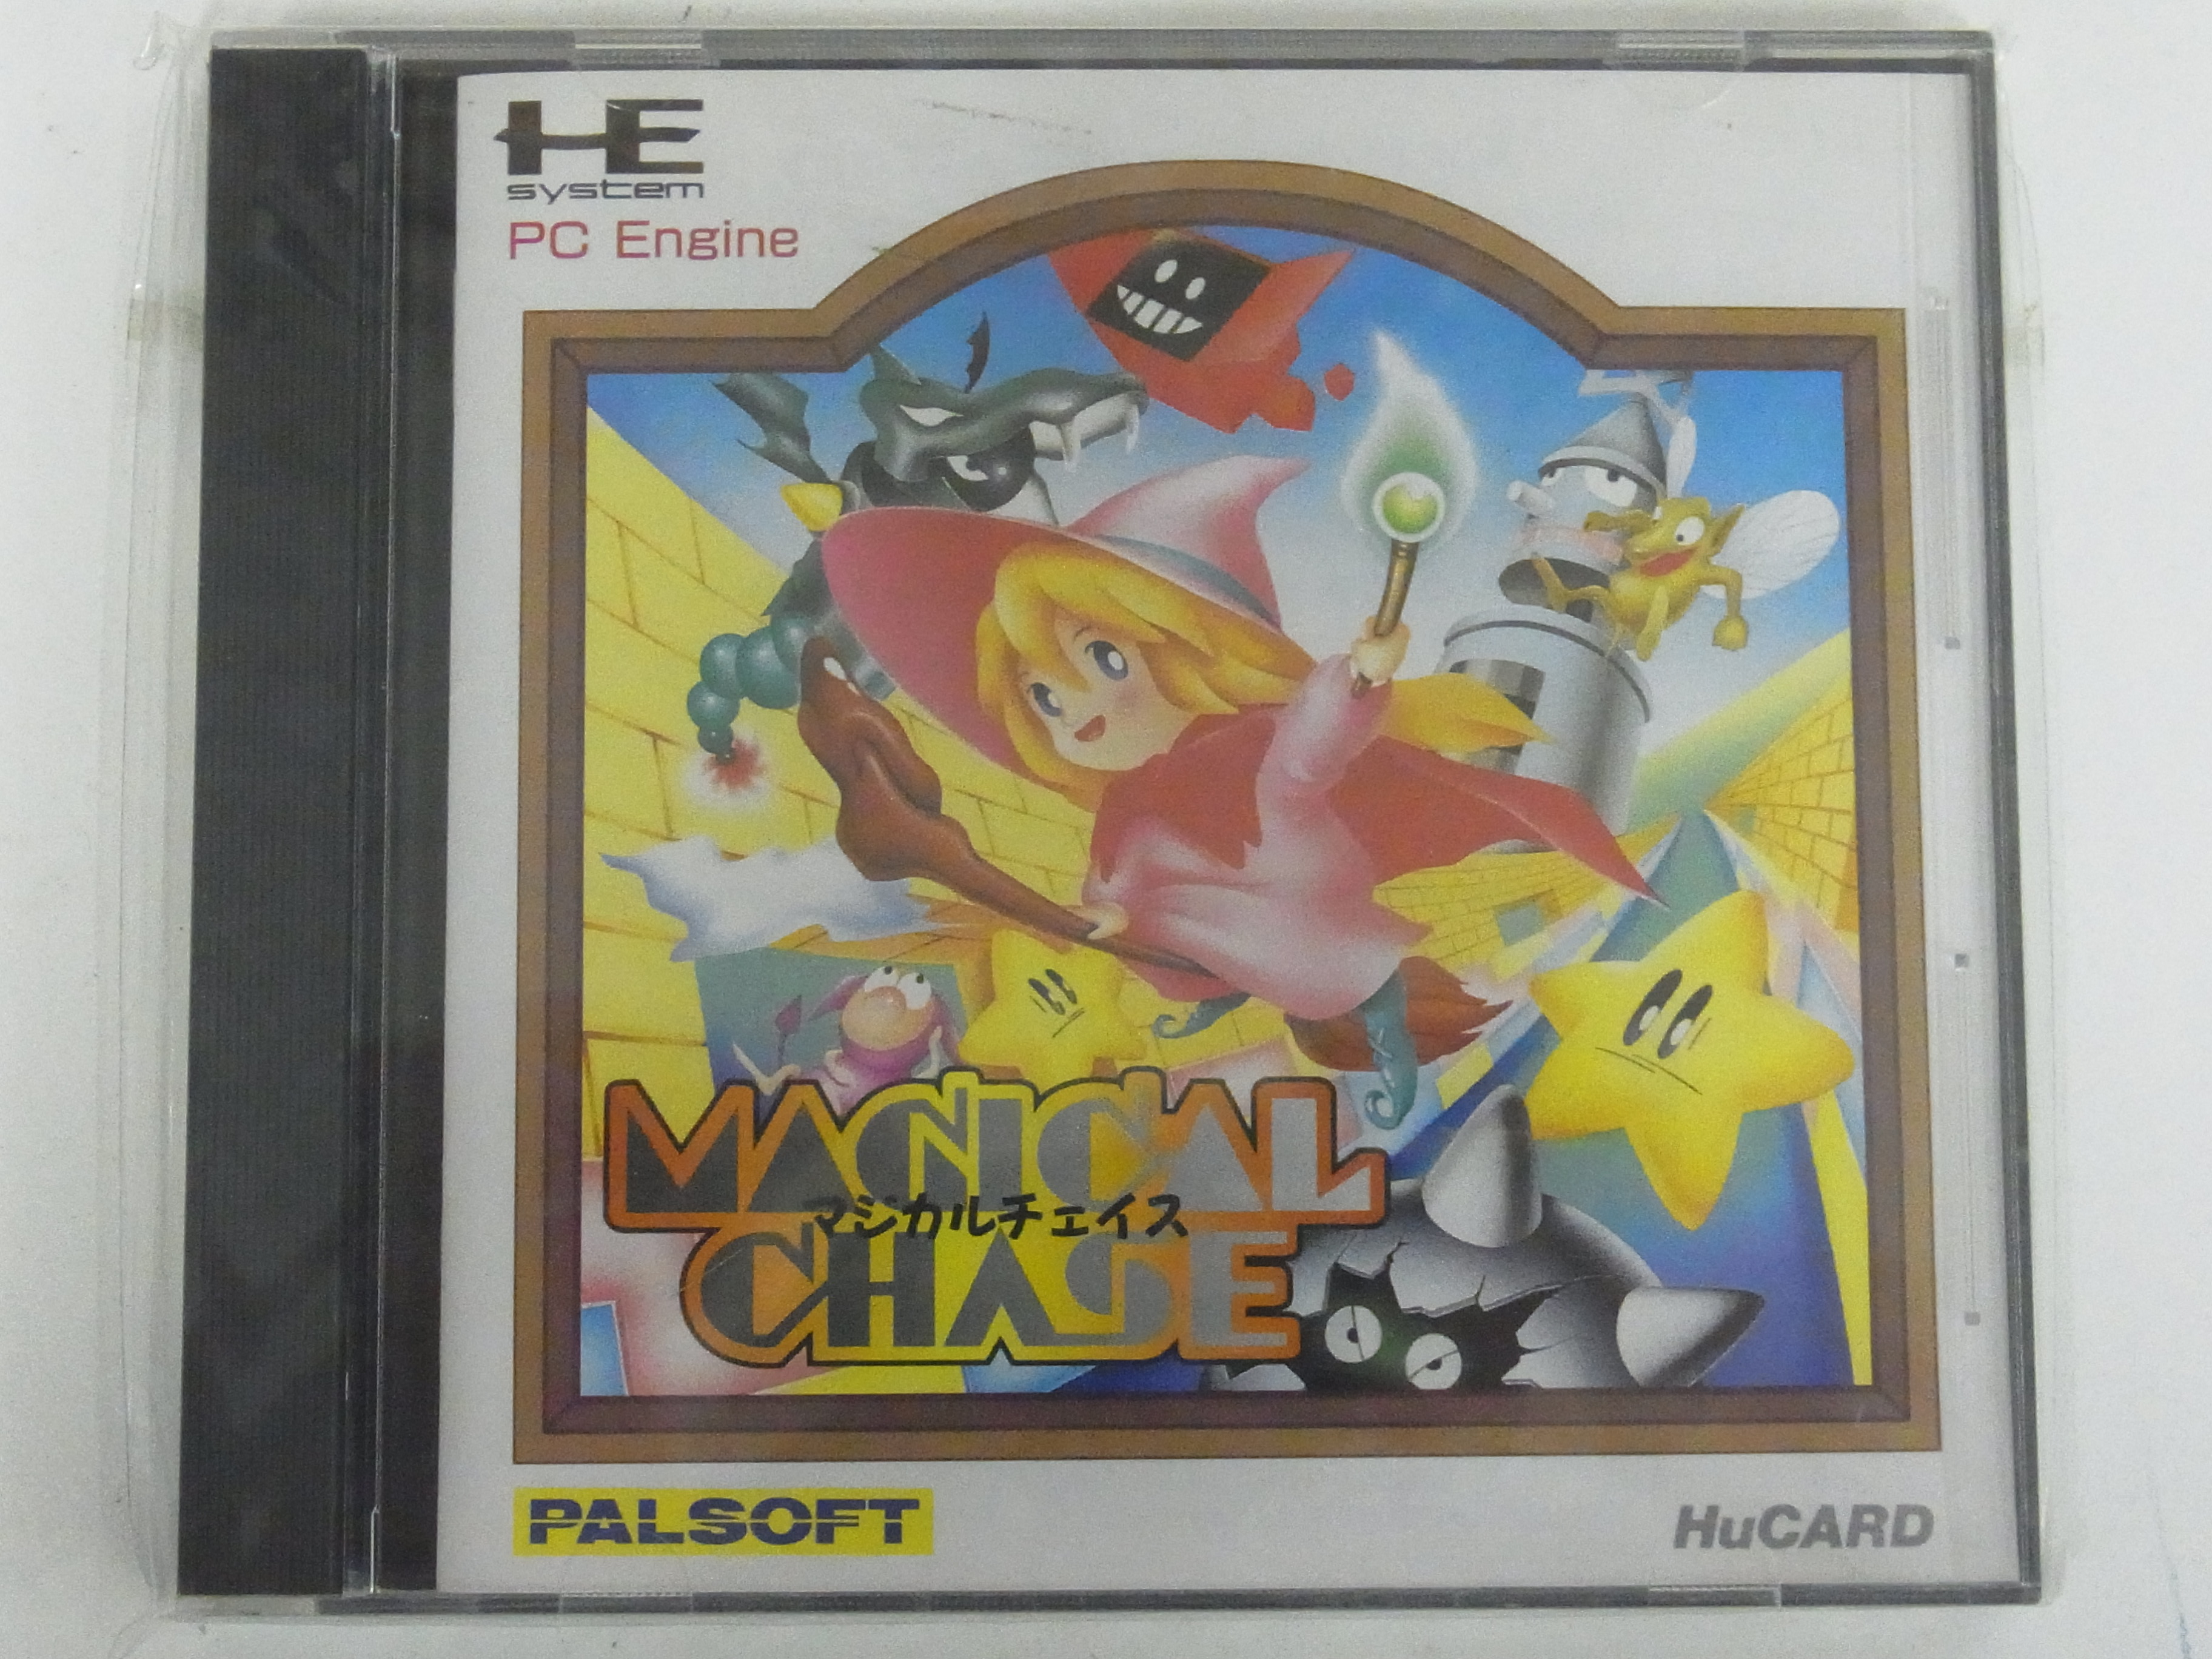 HE
system
PC Engine
MAGICAL
マジカルチェイス
CHASE
PALSOFT
HuCARD